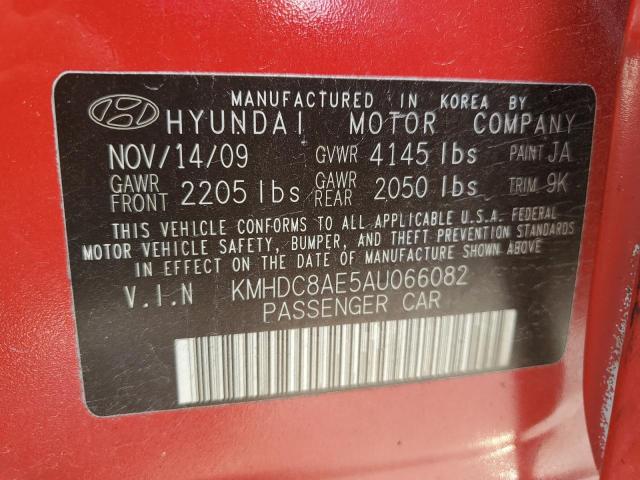 MANUFACTURED IN KOREA BY
HYUNDAI MOTOR COMPANY
NOV/14/09 GVWR 4145 lbs PAINT JA
GAWR FRONT 2205 lbs GAWR REAR 2050 lbs TRIM 9K
THIS VEHICLE CONFORMS TO ALL APPLICABLE U.S.A. FEDERAL
MOTOR VEHICLE SAFETY, BUMPER, AND THEFT PREVENTION STANDARDS
IN EFFECT ON THE DATE OF MANUFACTURE SHOWN ABOVE.
V.I.N KMHDC8AE5AU066082
PASSENGER CAR